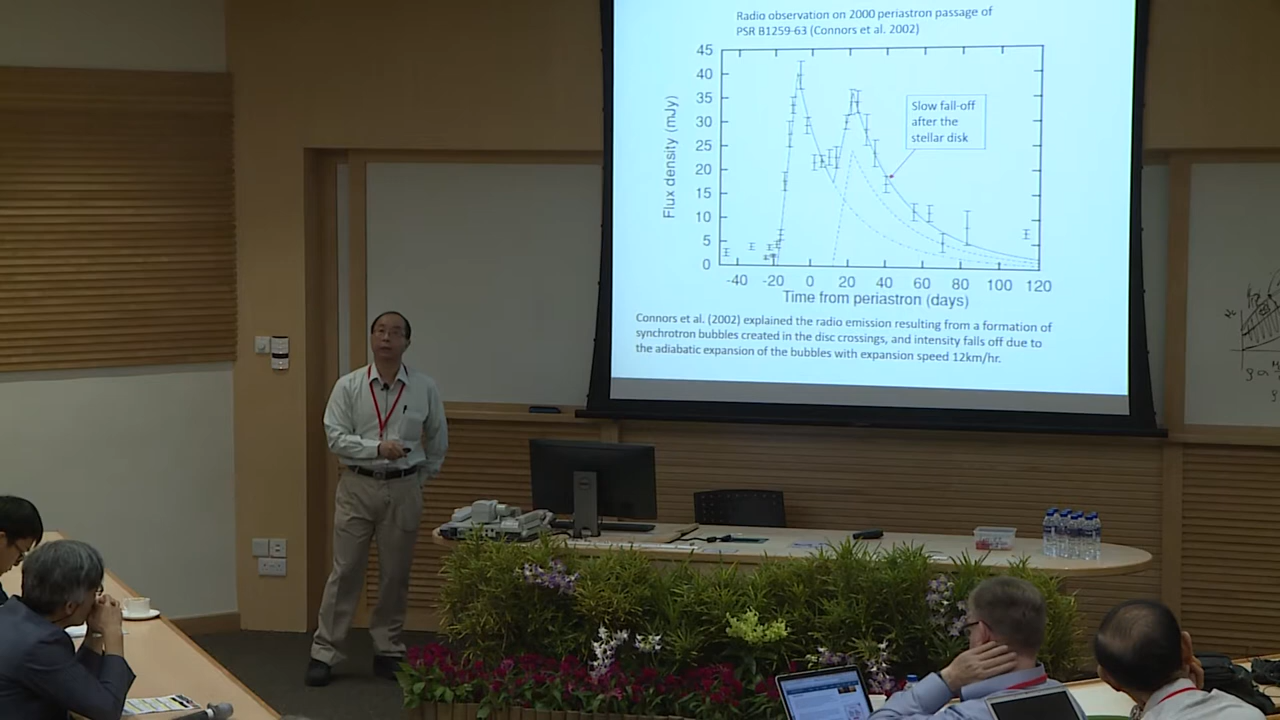 Radio observation on 2000 periastron passage of
PSR B1259-63 (Connors et al. 2002)
45
40
35
30
25
20
15
10
5
0
Flux density (mJy)
Slow fall-off
after the
stellar disk
-40 -20 0 20 40 60 80 100 120
Time from periastron (days)
Connors et al. (2002) explained the radio emission resulting from a formation of
synchrotron bubbles created in the disc crossings, and intensity falls off due to
the adiabatic expansion of the bubbles with expansion speed 12km/hr.